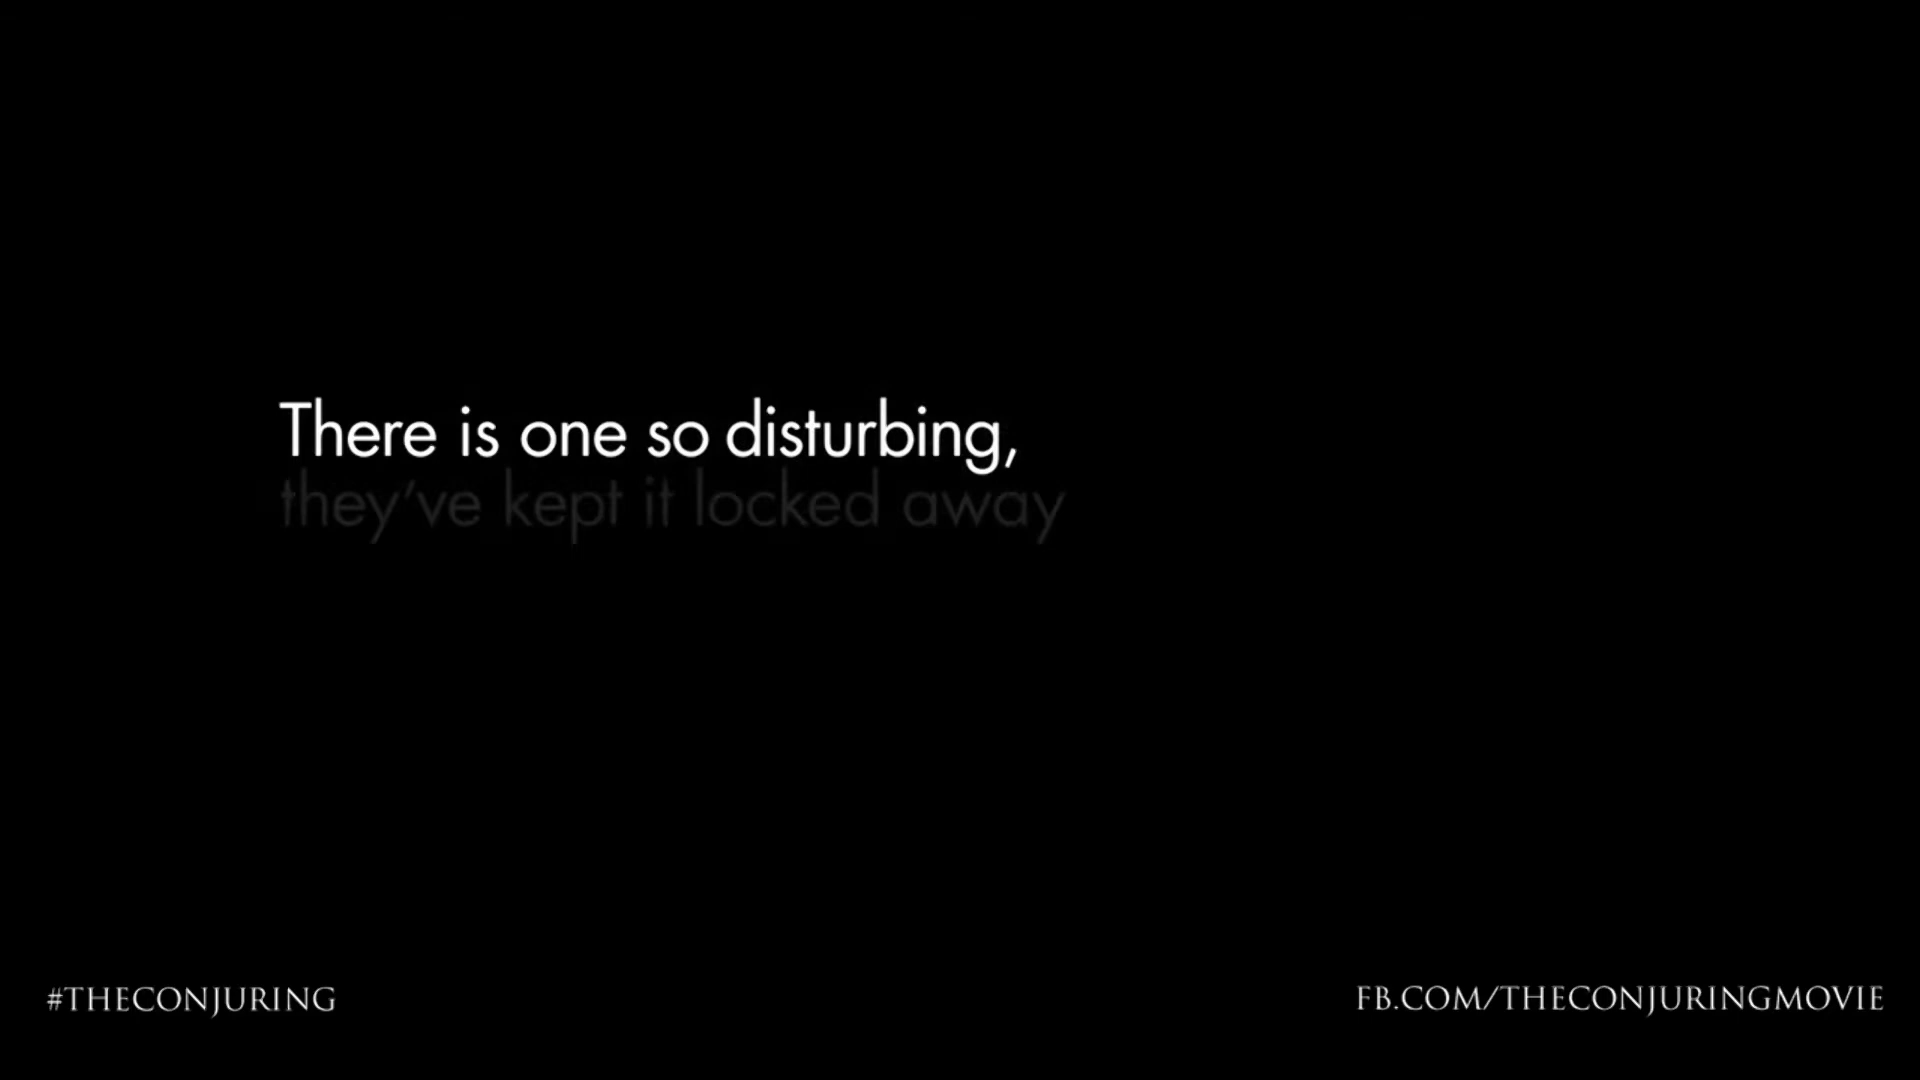 There is one so disturbing,
they've kept it locked away
#THECONJURING
FB.COM/THECONJURINGMOVIE